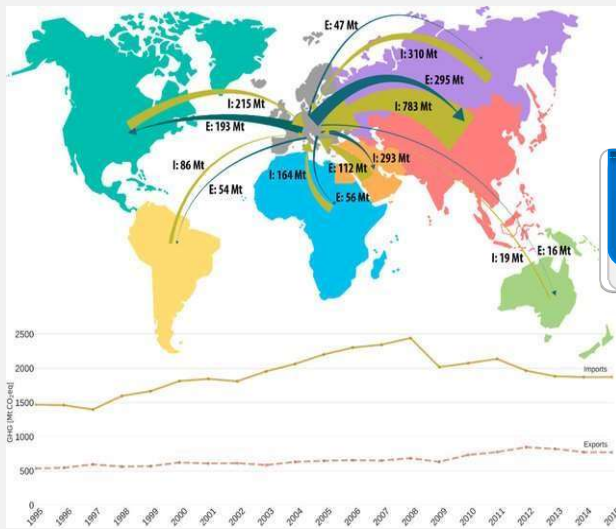 E: 47 Mt
I: 310 Mt
E: 295 Mt
I: 215 Mt
I: 783 Mt
E: 193 Mt
I: 86 Mt
I: 293 Mt
I: 164 Mt
E: 112 Mt
E: 54 Mt
E: 56 Mt
I: 19 Mt
E: 16 Mt
2500
2000
Imports
1500
GHG [Mt CO₂eq]
1000
Exports
500
0
1995
1996
1997
1998
1999
2000
2001
2002
2003
2004
2005
2006
2007
2008
2009
2010
2011
2012
2013
2014